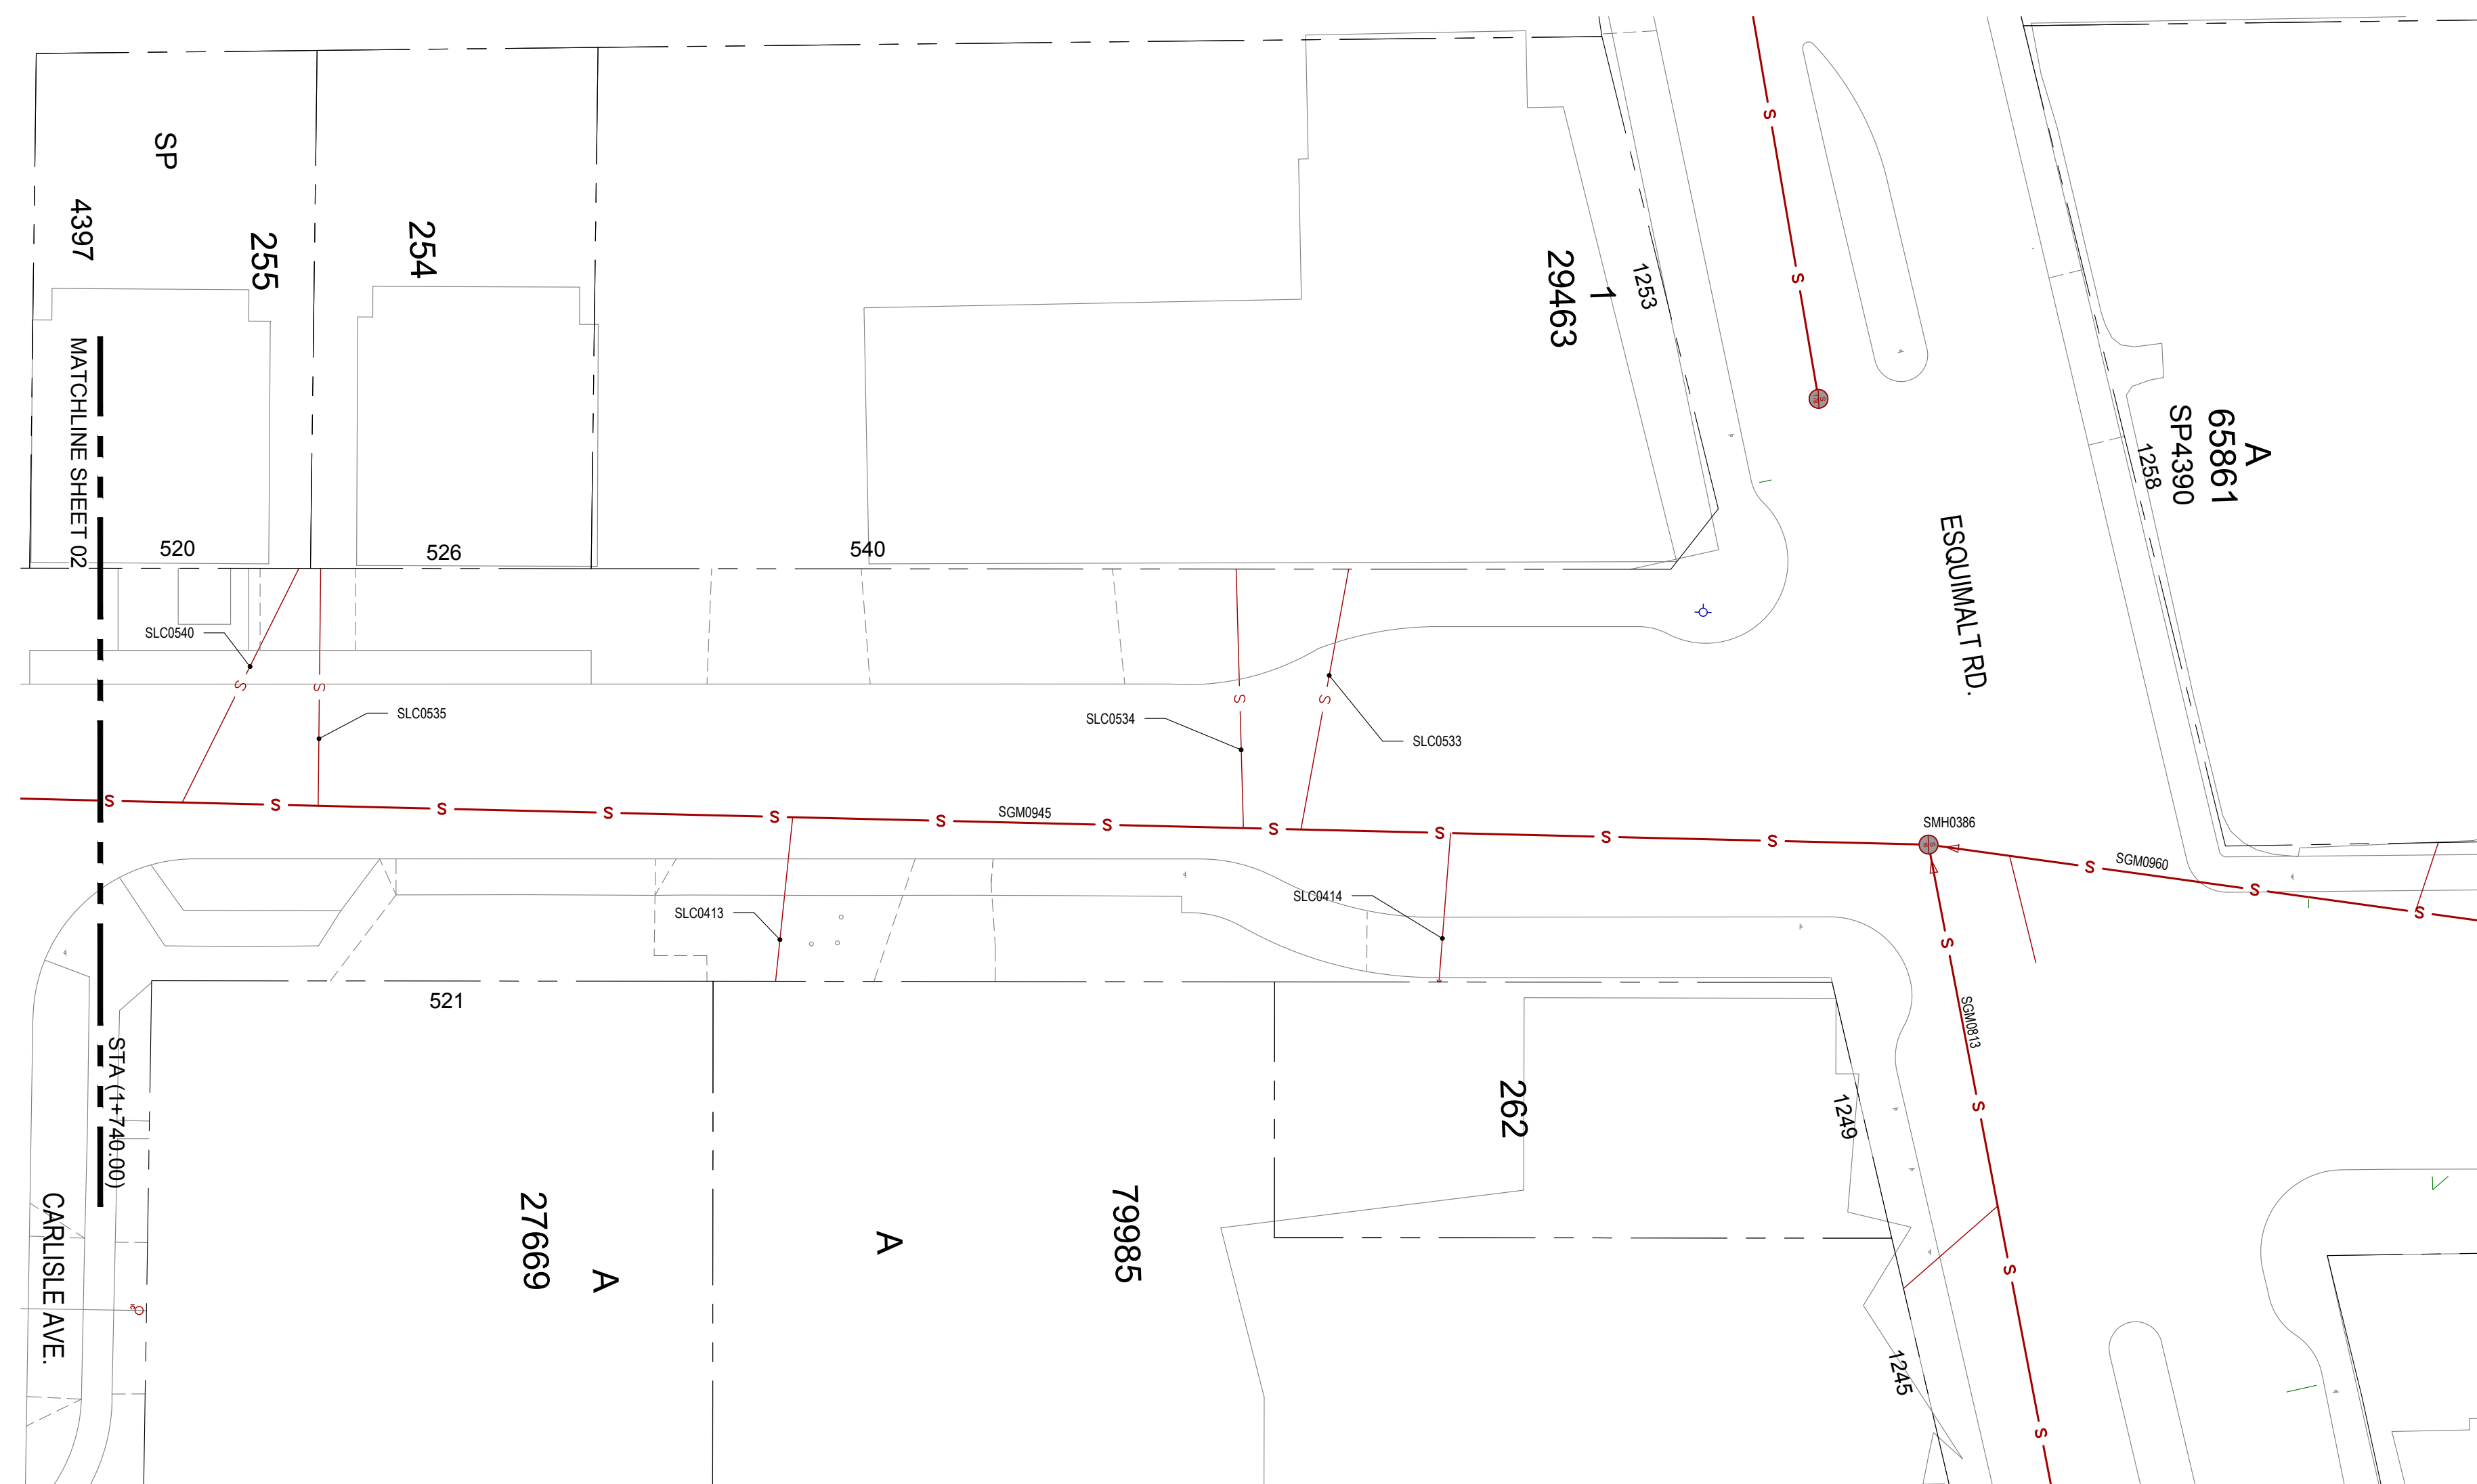 SP
4397
255
254
1
29463
1253
A
65861
SP4390
1258
MATCHLINE SHEET 02
520
526
540
ESQUIMALT RD.
SLC0540
SLC0535
SLC0534
SLC0533
S
S
S
S
S
S
S S S S S S S S S S S
SGM0945
SMH0386
SGM0960
S S S
SLC0413
SLC0414
S
SGM0813
S
S
S
521
STA (1+740.00)
262
1249
27669
A
A
79985
1245
CARLISLE AVE.